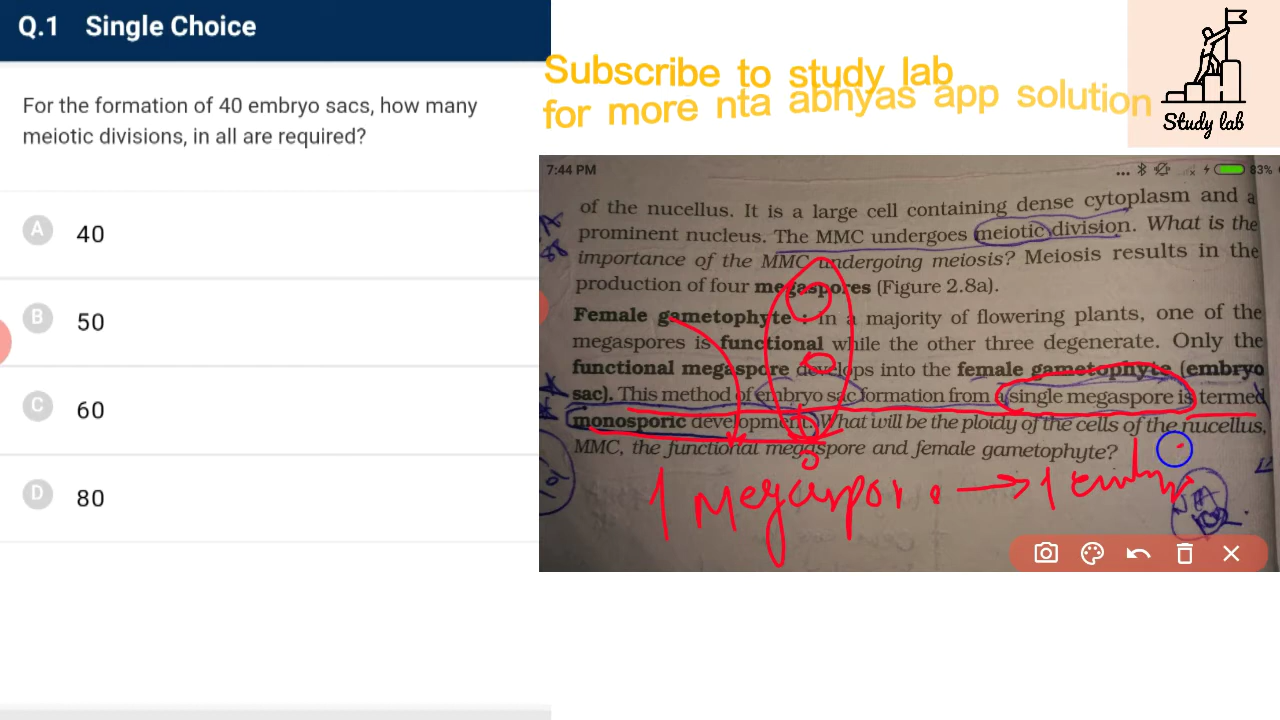 Q.1 Single Choice
For the formation of 40 embryo sacs, how many
meiotic divisions, in all are required?
A 40
B 50
C 60
D 80
Subscribe to study lab
for more nta abhyas app solution
Study lab
7:44 PM
83%
of the nucellus. It is a large cell containing dense cytoplasm and a
prominent nucleus. The MMC undergoes meiotic division. What is the
importance of the MMC undergoing meiosis? Meiosis results in the
production of four megaspores (Figure 2.8a).
Female gametophyte : In a majority of flowering plants, one of the
megaspores is functional while the other three degenerate. Only the
functional megaspore develops into the female gametophyte (embryo
sac). This method of embryo sac formation from a single megaspore is termed
monosporic development. What will be the ploidy of the cells of the nucellus,
MMC, the functional megaspore and female gametophyte?
1 Megaspore → 1 embry